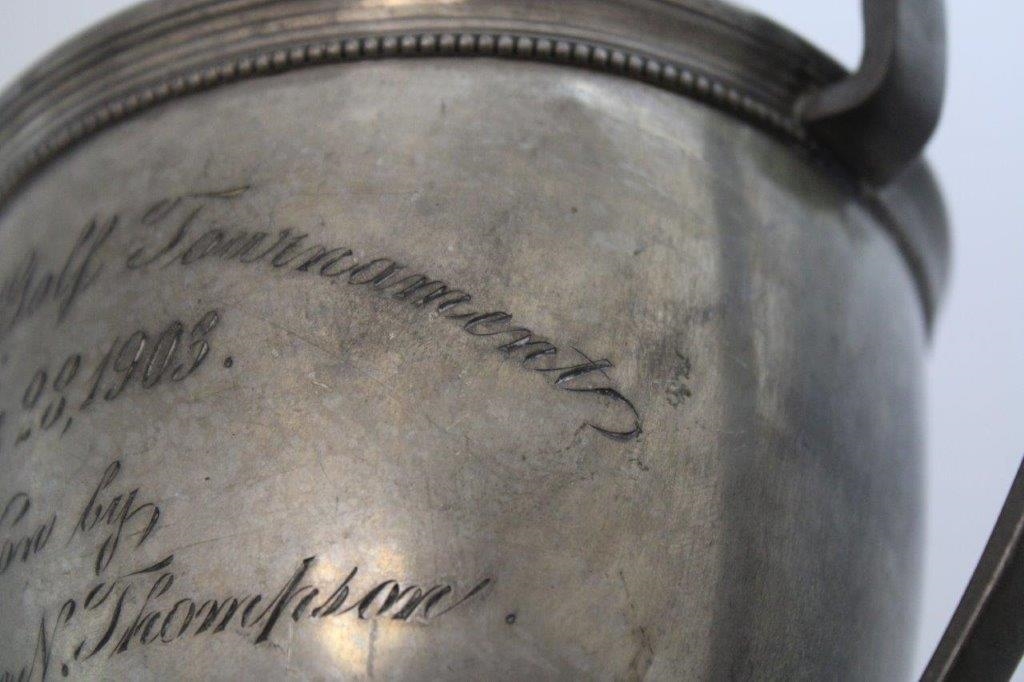 Golf Tournament
28, 1903.
Won by
N. Thompson.